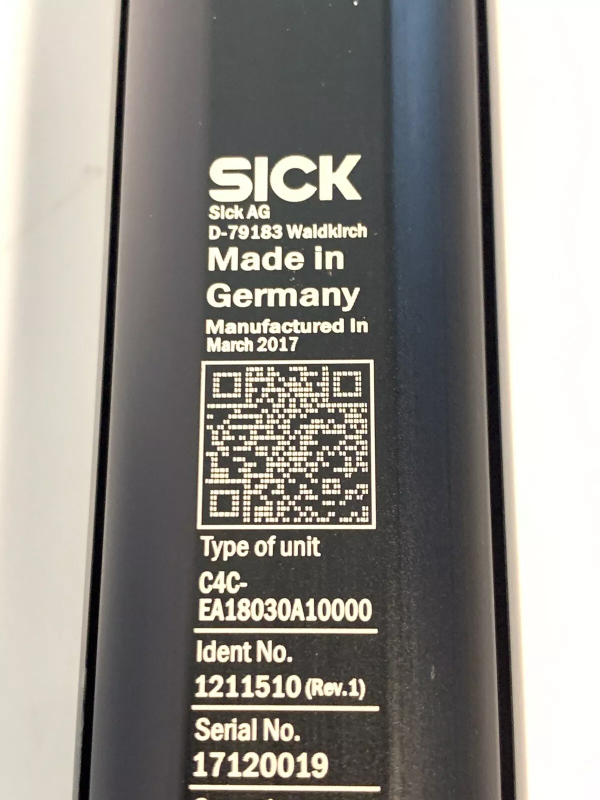 SICK
Sick AG
D-79183 Waldkirch
Made in
Germany
Manufactured in
March 2017
Type of unit
C4C-
EA18030A10000
Ident No.
1211510 (Rev.1)
Serial No.
17120019